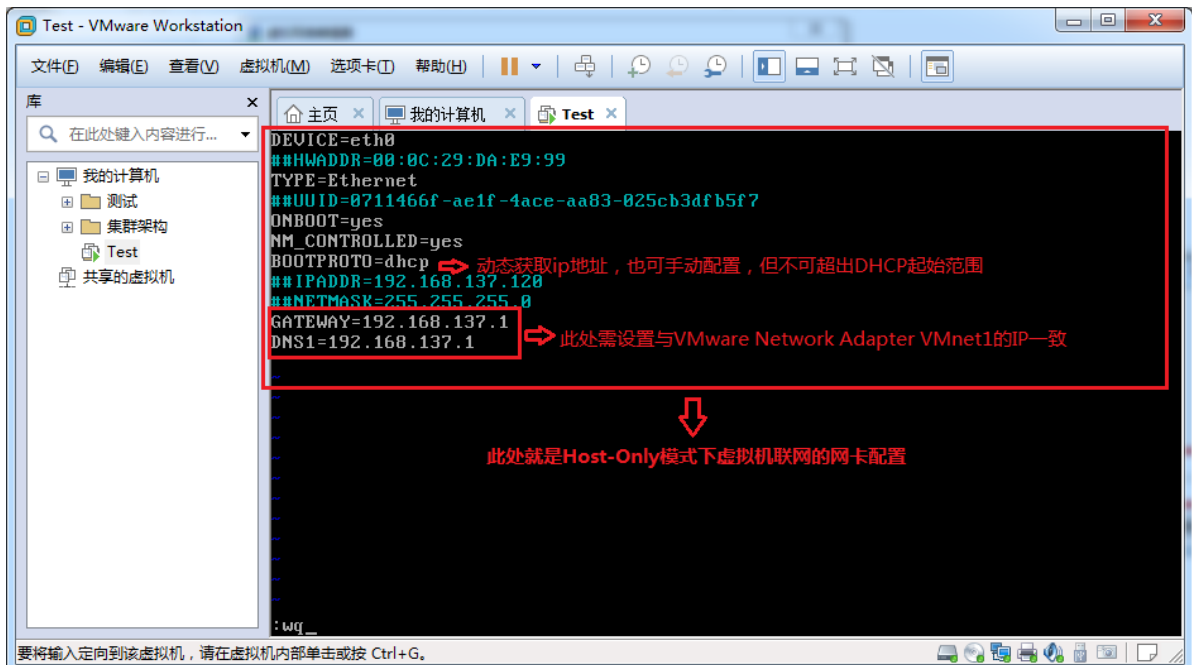 Test - VMware Workstation
文件(F) 编辑(E) 查看(V) 虚拟机(M) 选项卡(T) 帮助(H)
库
在此处键入内容进行...
我的计算机
测试
集群架构
Test
共享的虚拟机
主页 我的计算机 Test
DEVICE=eth0
##HWADDR=00:0C:29:DA:E9:99
TYPE=Ethernet
##UUID=0711466f-ae1f-4ace-aa83-025cb3dfb5f7
ONBOOT=yes
NM_CONTROLLED=yes
BOOTPROTO=dhcp
动态获取ip地址，也可手动配置，但不可超出DHCP起始范围
##IPADDR=192.168.137.120
##NETMASK=255.255.255.0
GATEWAY=192.168.137.1
DNS1=192.168.137.1
此处需设置与VMware Network Adapter VMnet1的IP一致
~
~
~
~
~
~
~
~
~
~
~
~
此处就是Host-Only模式下虚拟机联网的网卡配置
:wq_
要将输入定向到该虚拟机，请在虚拟机内部单击或按 Ctrl+G。